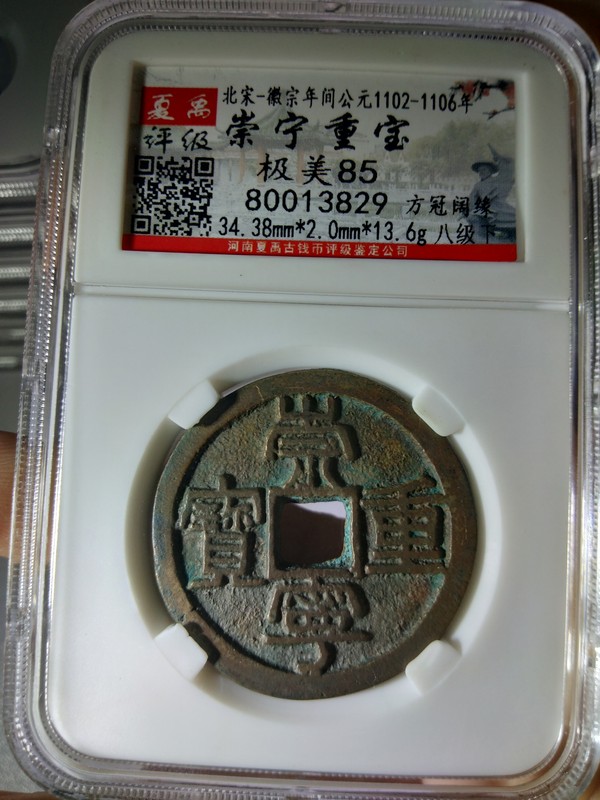 夏禹
评级
北宋-徽宗年间公元1102-1106年
崇宁重宝
极美85
80013829 方冠阔缘
34.38mm*2.0mm*13.6g 八级下
河南夏禹古钱币评级鉴定公司
崇
寧
重
寶